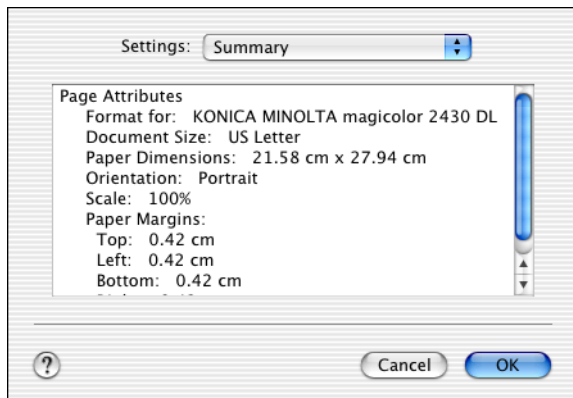 Settings: Summary
Page Attributes
Format for: KONICA MINOLTA magicolor 2430 DL
Document Size: US Letter
Paper Dimensions: 21.58 cm x 27.94 cm
Orientation: Portrait
Scale: 100%
Paper Margins:
Top: 0.42 cm
Left: 0.42 cm
Bottom: 0.42 cm
? Cancel OK